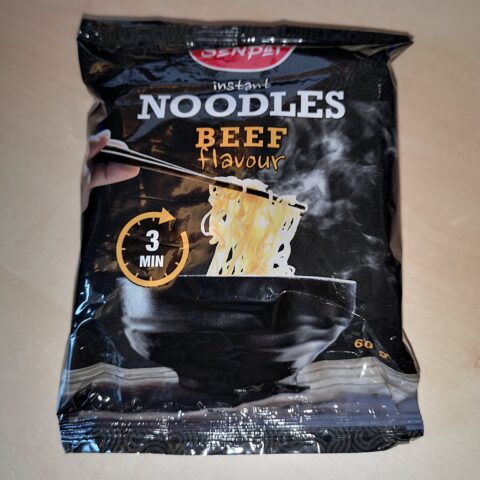 SENPEI
instant
NOODLES
BEEF
flavour
3
MIN
60 g